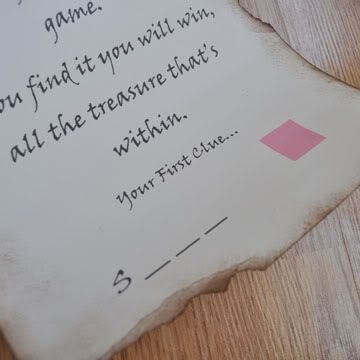 game.
you find it you will win,
all the treasure that's
within.
Your First Clue...
S _ _ _